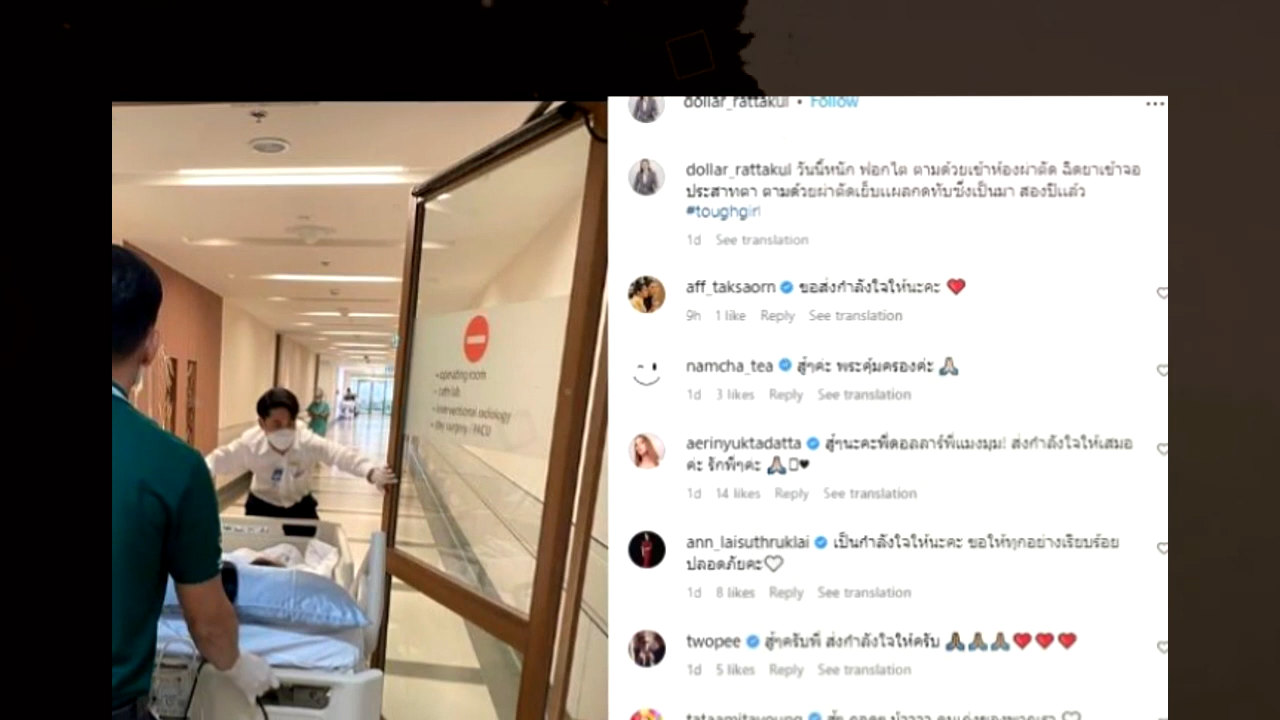 operating room
cath lab
interventional radiology
day surgery / PACU
dollar_rattakul • Follow
dollar_rattakul วันนี้หนัก ฟอกไต ตามด้วยเข้าห้องผ่าตัด ฉีดยาเข้าจอ
ประสาทตา ตามด้วยผ่าตัดเย็บแผลกดทับซึ่งเป็นมา สองปีแล้ว
#toughgirl
1d See translation
aff_taksaorn ขอส่งกำลังใจให้นะคะ ❤️
9h 1 like Reply See translation
namcha_tea สู้ๆค่ะ พระคุ้มครองค่ะ 🙏🏼
1d 3 likes Reply See translation
aerinyuktadatta สู้ๆนะคะพี่ดอลลาร์พี่แมงมุม! ส่งกำลังใจให้เสมอ
ค่ะ รักพี่ๆคะ 🙏🏼▯♥
1d 14 likes Reply See translation
ann_laisuthruklai เป็นกำลังใจให้นะคะ ขอให้ทุกอย่างเรียบร้อย
ปลอดภัยคะ🤍
1d 8 likes Reply See translation
twopee สู้ๆครับพี่ ส่งกำลังใจให้ครับ 🙏🏾🙏🏾🙏🏾❤️❤️❤️
1d 5 likes Reply See translation